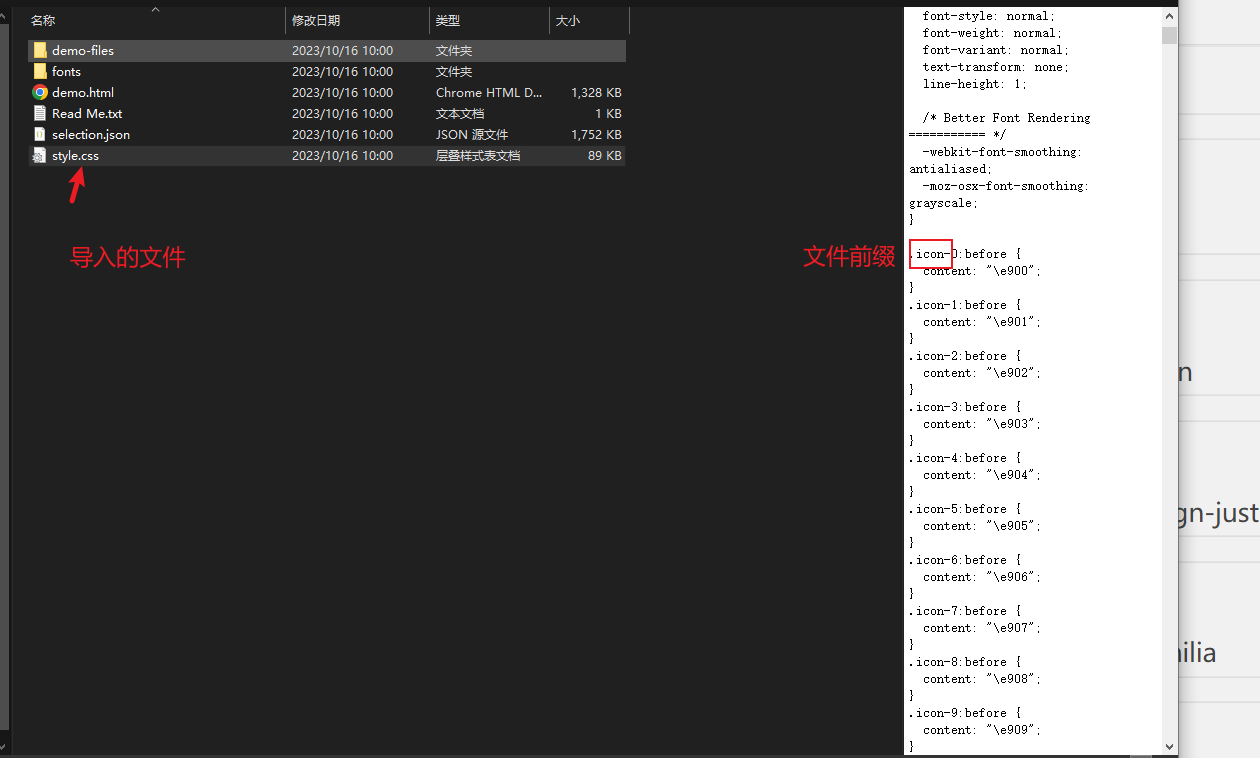 名称 修改日期 类型 大小
demo-files 2023/10/16 10:00 文件夹
fonts 2023/10/16 10:00 文件夹
demo.html 2023/10/16 10:00 Chrome HTML D... 1,328 KB
Read Me.txt 2023/10/16 10:00 文本文档 1 KB
selection.json 2023/10/16 10:00 JSON 源文件 1,752 KB
style.css 2023/10/16 10:00 层叠样式表文档 89 KB
导入的文件
文件前缀
font-style: normal;
font-weight: normal;
font-variant: normal;
text-transform: none;
line-height: 1;
/* Better Font Rendering
=========== */
-webkit-font-smoothing:
antialiased;
-moz-osx-font-smoothing:
grayscale;
}
.icon-0:before {
content: "\e900";
}
.icon-1:before {
content: "\e901";
}
.icon-2:before {
content: "\e902";
}
.icon-3:before {
content: "\e903";
}
.icon-4:before {
content: "\e904";
}
.icon-5:before {
content: "\e905";
}
.icon-6:before {
content: "\e906";
}
.icon-7:before {
content: "\e907";
}
.icon-8:before {
content: "\e908";
}
.icon-9:before {
content: "\e909";
}
n
gn-just
ilia